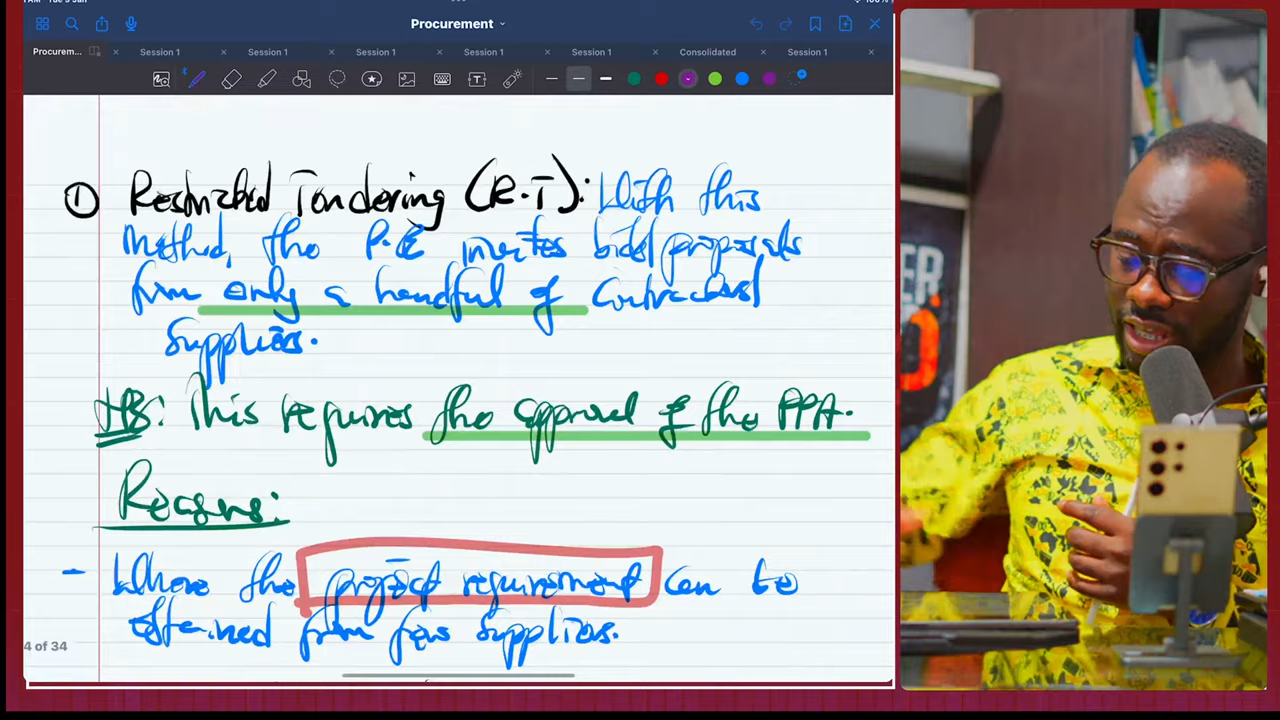 Procurement
Procurem... Session 1 Session 1 Session 1 Session 1 Session 1 Consolidated Session 1
① Restricted Tendering (R.T): With this
Method, the P.E invites bids/proposals
from only a handful of Contractors/
Suppliers.
NB: This requires the approval of the PPA.
Reasons:
- Where the project requirement can be
obtained from few suppliers.
4 of 34